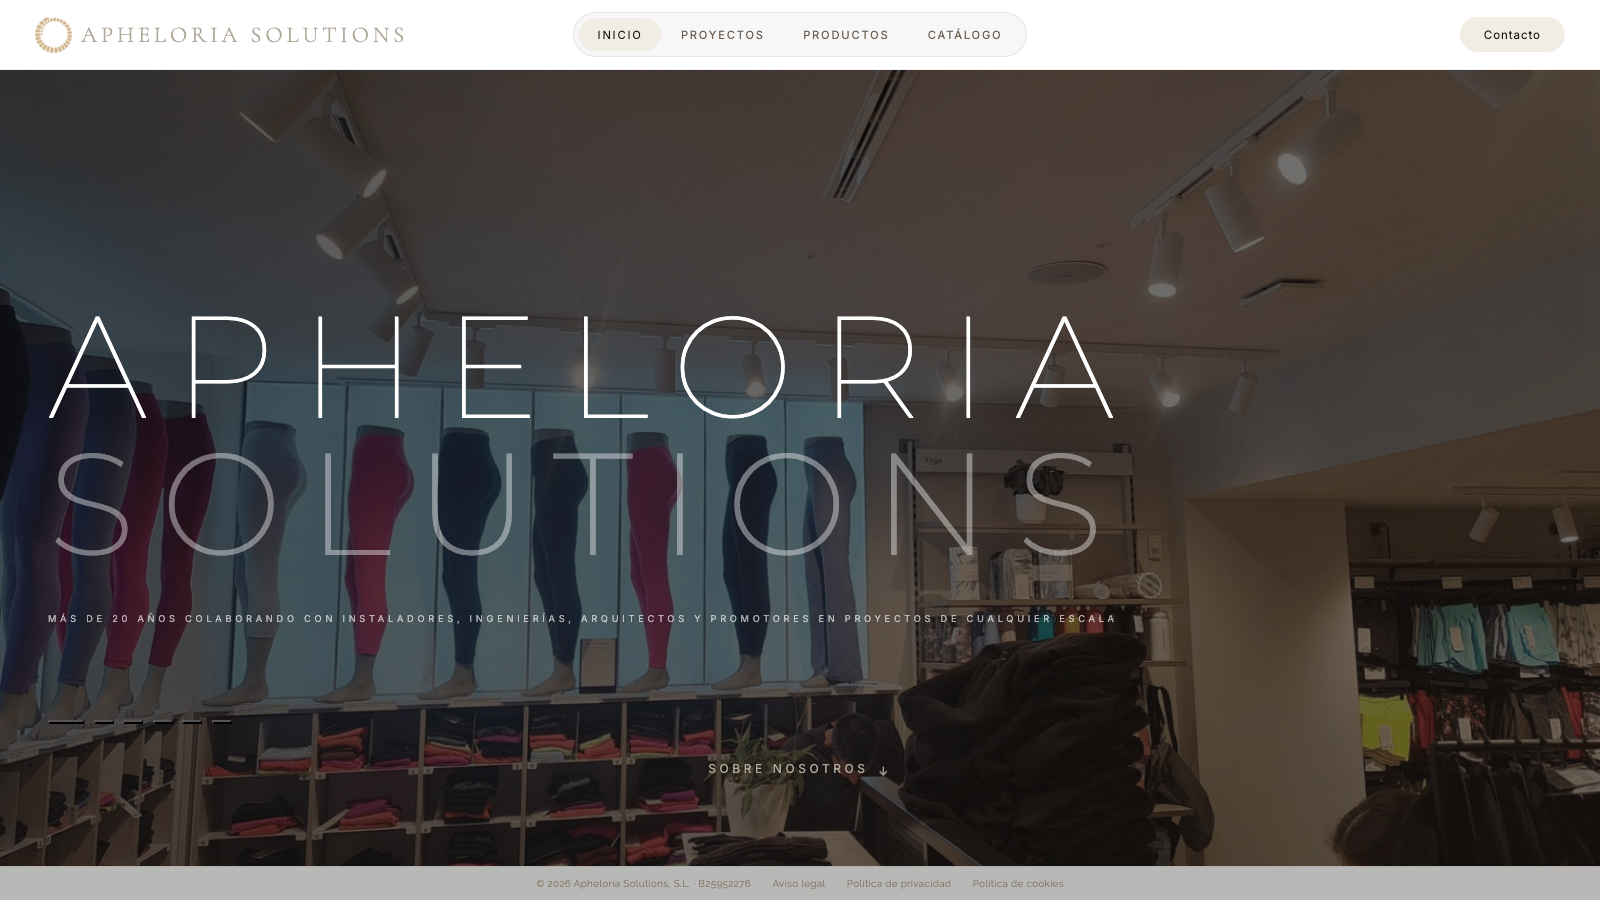 APHELORIA SOLUTIONS
INICIO
PROYECTOS
PRODUCTOS
CATÁLOGO
Contacto
APHELORIA
SOLUTIONS
Yoga
MÁS DE 20 AÑOS COLABORANDO CON INSTALADORES, INGENIERÍAS, ARQUITECTOS Y PROMOTORES EN PROYECTOS DE CUALQUIER ESCALA
SOBRE NOSOTROS ↓
© 2026 Apheloria Solutions, S.L. · B25952276
Aviso legal
Política de privacidad
Política de cookies